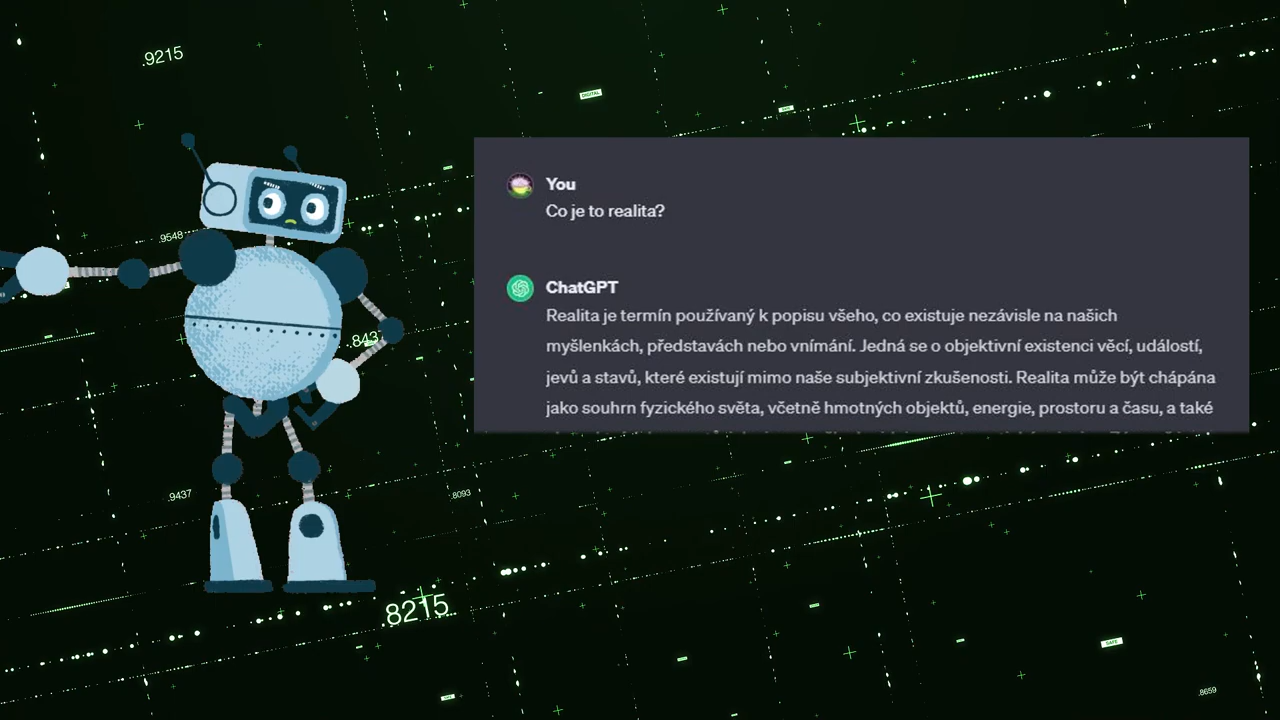 .9215
DIGITAL
.9548
You
Co je to realita?
ChatGPT
Realita je termín používaný k popisu všeho, co existuje nezávisle na našich
myšlenkách, představách nebo vnímání. Jedná se o objektivní existenci věcí, událostí,
jevů a stavů, které existují mimo naše subjektivní zkušenosti. Realita může být chápána
jako souhrn fyzického světa, včetně hmotných objektů, energie, prostoru a času, a také
.8437
.9437
.8093
.8215
SAFE
.8659